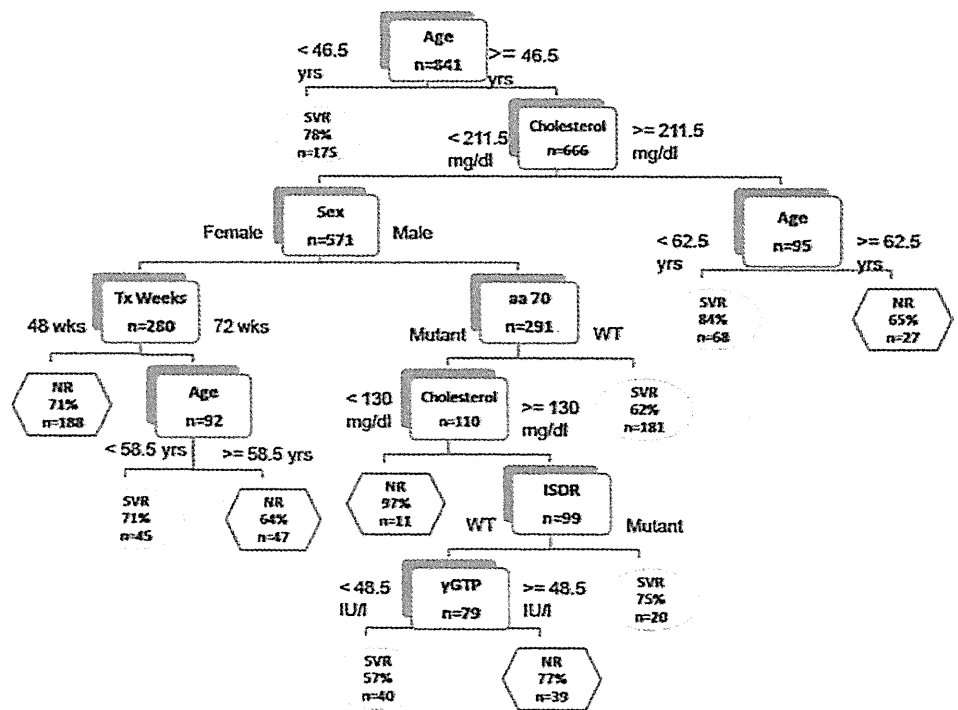 Age
n=841
< 46.5
yrs
>= 46.5
yrs
SVR
78%
n=175
Cholesterol
n=666
< 211.5
mg/dl
>= 211.5
mg/dl
Sex
n=571
Female
Male
Age
n=95
< 62.5
yrs
>= 62.5
yrs
SVR
84%
n=68
NR
65%
n=27
Tx Weeks
n=280
48 wks
72 wks
aa 70
n=291
Mutant
WT
NR
71%
n=188
Age
n=92
< 58.5 yrs
>= 58.5 yrs
SVR
71%
n=45
NR
64%
n=47
Cholesterol
n=110
< 130
mg/dl
>= 130
mg/dl
SVR
62%
n=181
NR
97%
n=11
ISDR
n=99
WT
Mutant
γGTP
n=79
< 48.5
IU/l
>= 48.5
IU/l
SVR
75%
n=20
SVR
57%
n=40
NR
77%
n=39